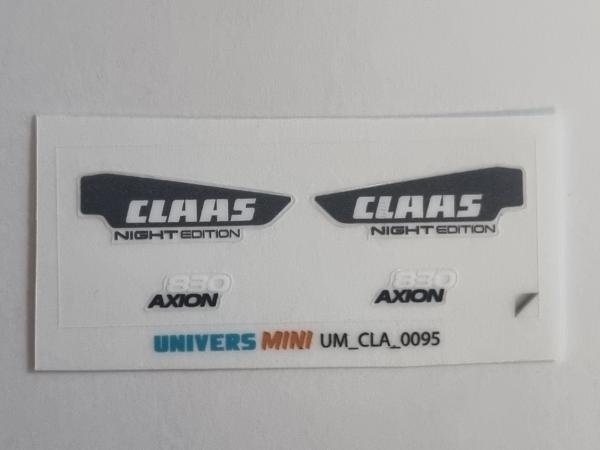 CLAAS CLAAS
NIGHT EDITION NIGHT EDITION
830 830
AXION AXION
UNIVERS MINI UM_CLA_0095